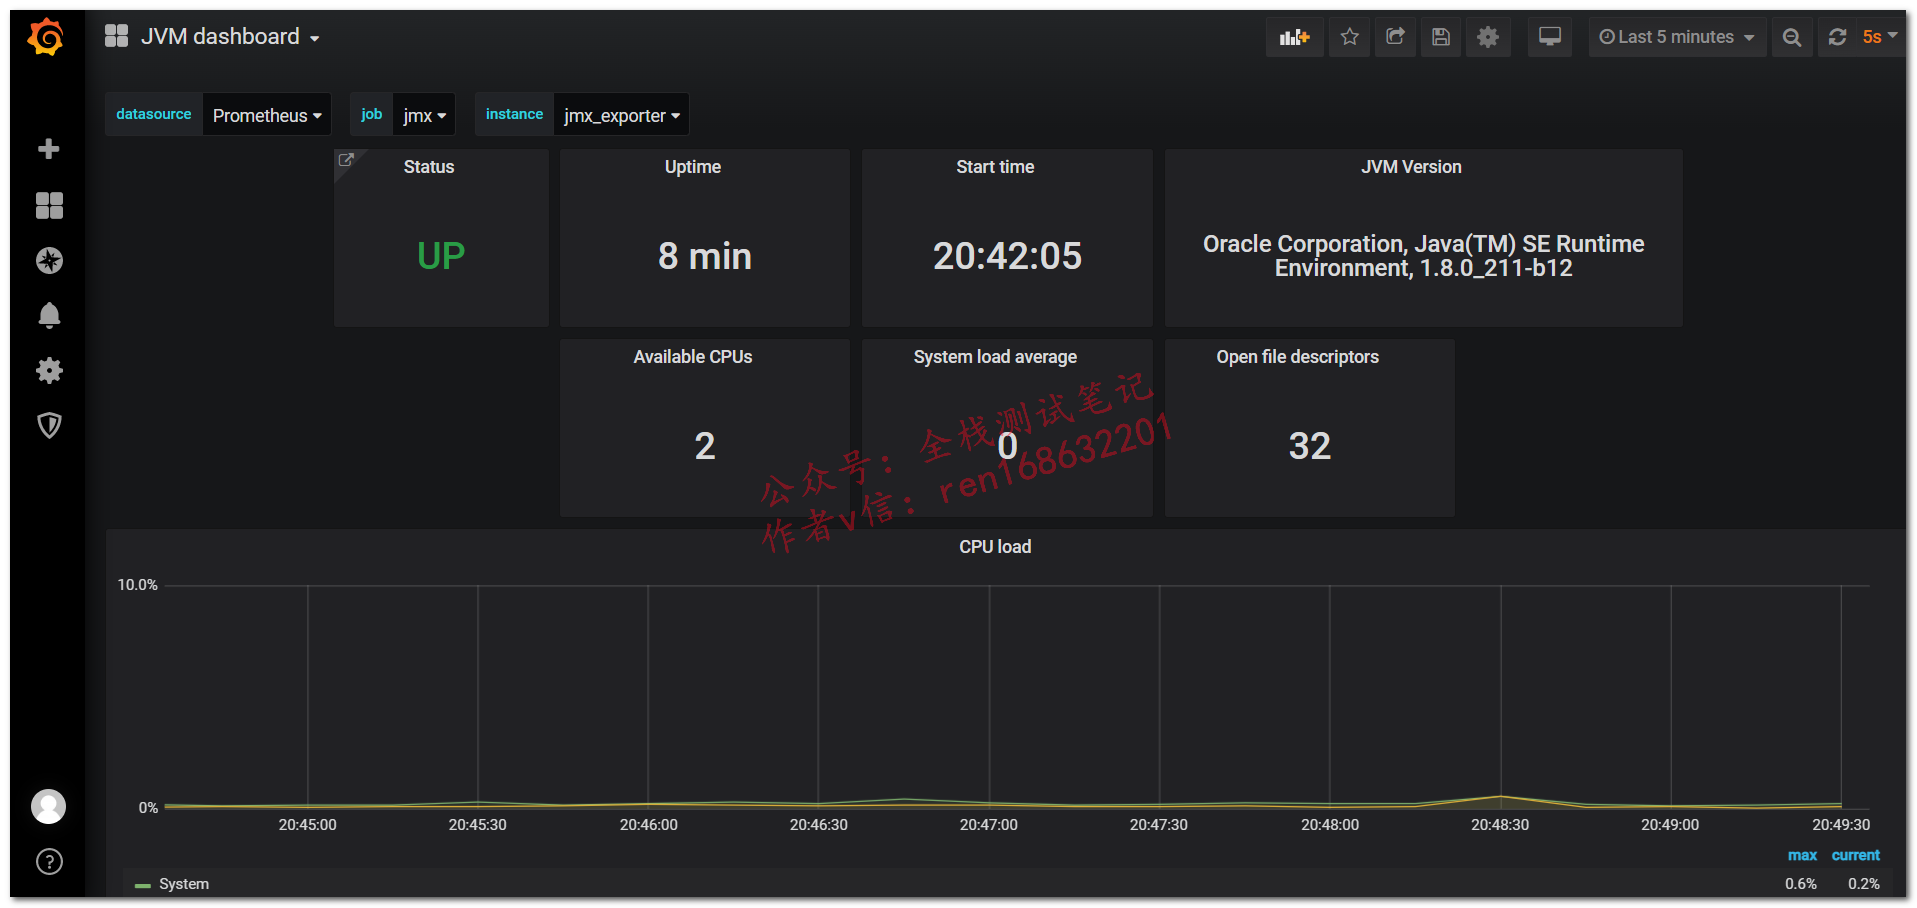 JVM dashboard
Last 5 minutes
5s
datasource Prometheus
job jmx
instance jmx_exporter
Status
UP
Uptime
8 min
Start time
20:42:05
JVM Version
Oracle Corporation, Java(TM) SE Runtime
Environment, 1.8.0_211-b12
Available CPUs
2
System load average
0
Open file descriptors
32
公众号：全栈测试笔记
作者v信：ren168632201
CPU load
10.0%
0%
20:45:00 20:45:30 20:46:00 20:46:30 20:47:00 20:47:30 20:48:00 20:48:30 20:49:00 20:49:30
max current
System 0.6% 0.2%